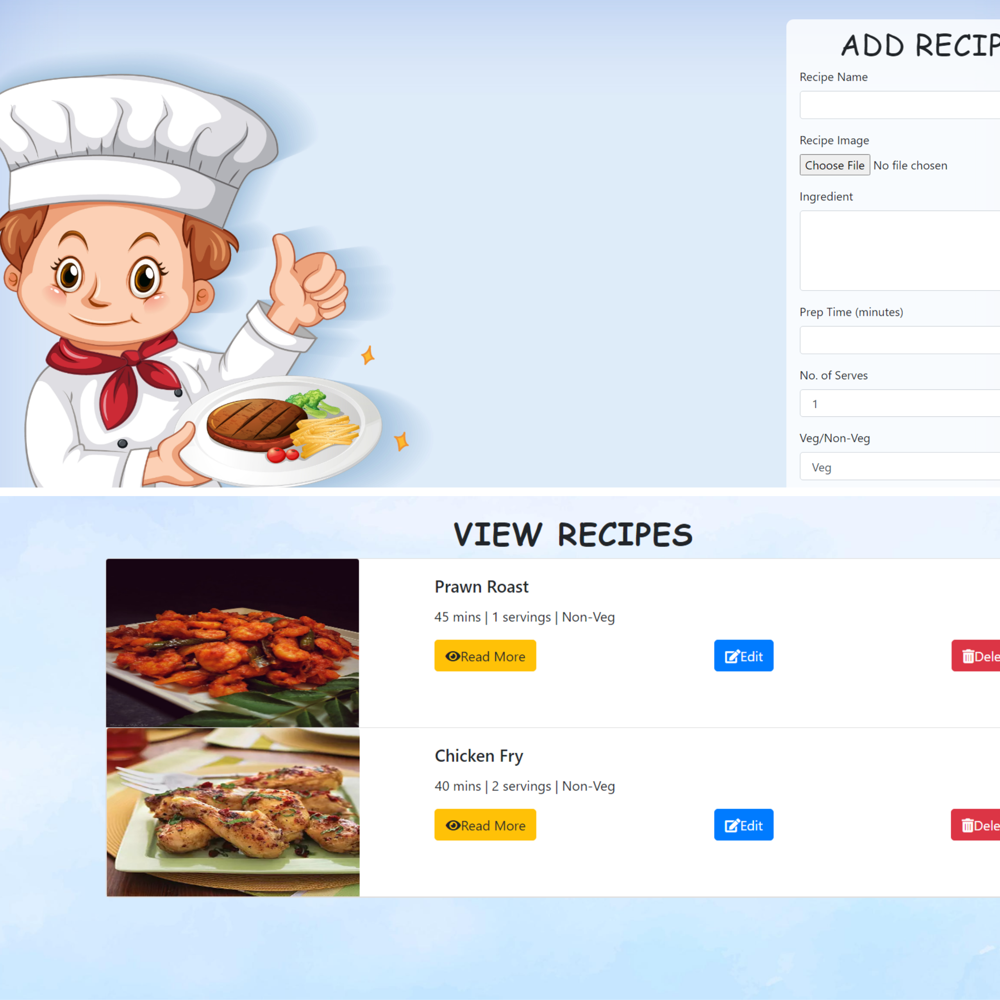 ADD RECIP
Recipe Name
Recipe Image
Choose File No file chosen
Ingredient
Prep Time (minutes)
No. of Serves
1
Veg/Non-Veg
Veg
VIEW RECIPES
Prawn Roast
45 mins | 1 servings | Non-Veg
Read More Edit Dele
Chicken Fry
40 mins | 2 servings | Non-Veg
Read More Edit Dele